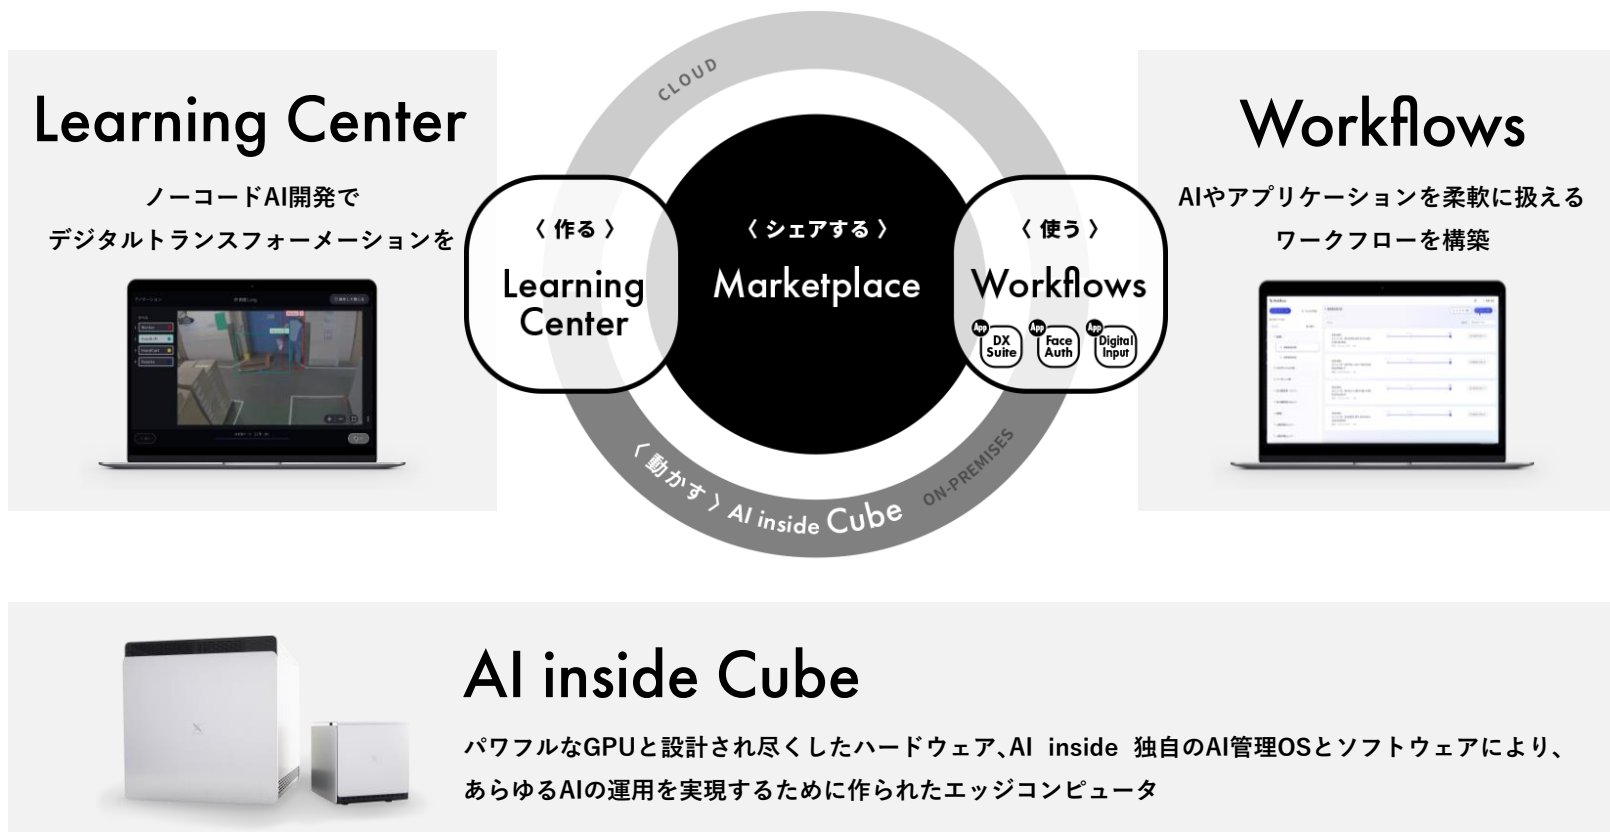 Learning Center
ノーコードAI開発で
デジタルトランスフォーメーションを
CLOUD
〈 作る 〉
Learning
Center
〈 シェアする 〉
Marketplace
〈 使う 〉
Workflows
App
DX
Suite
App
Face
Auth
App
Digital
Input
〈 動かす 〉 AI inside Cube
ON-PREMISES
Workflows
AIやアプリケーションを柔軟に扱える
ワークフローを構築
AI inside Cube
パワフルなGPUと設計され尽くしたハードウェア、AI inside 独自のAI管理OSとソフトウェアにより、
あらゆるAIの運用を実現するために作られたエッジコンピュータ